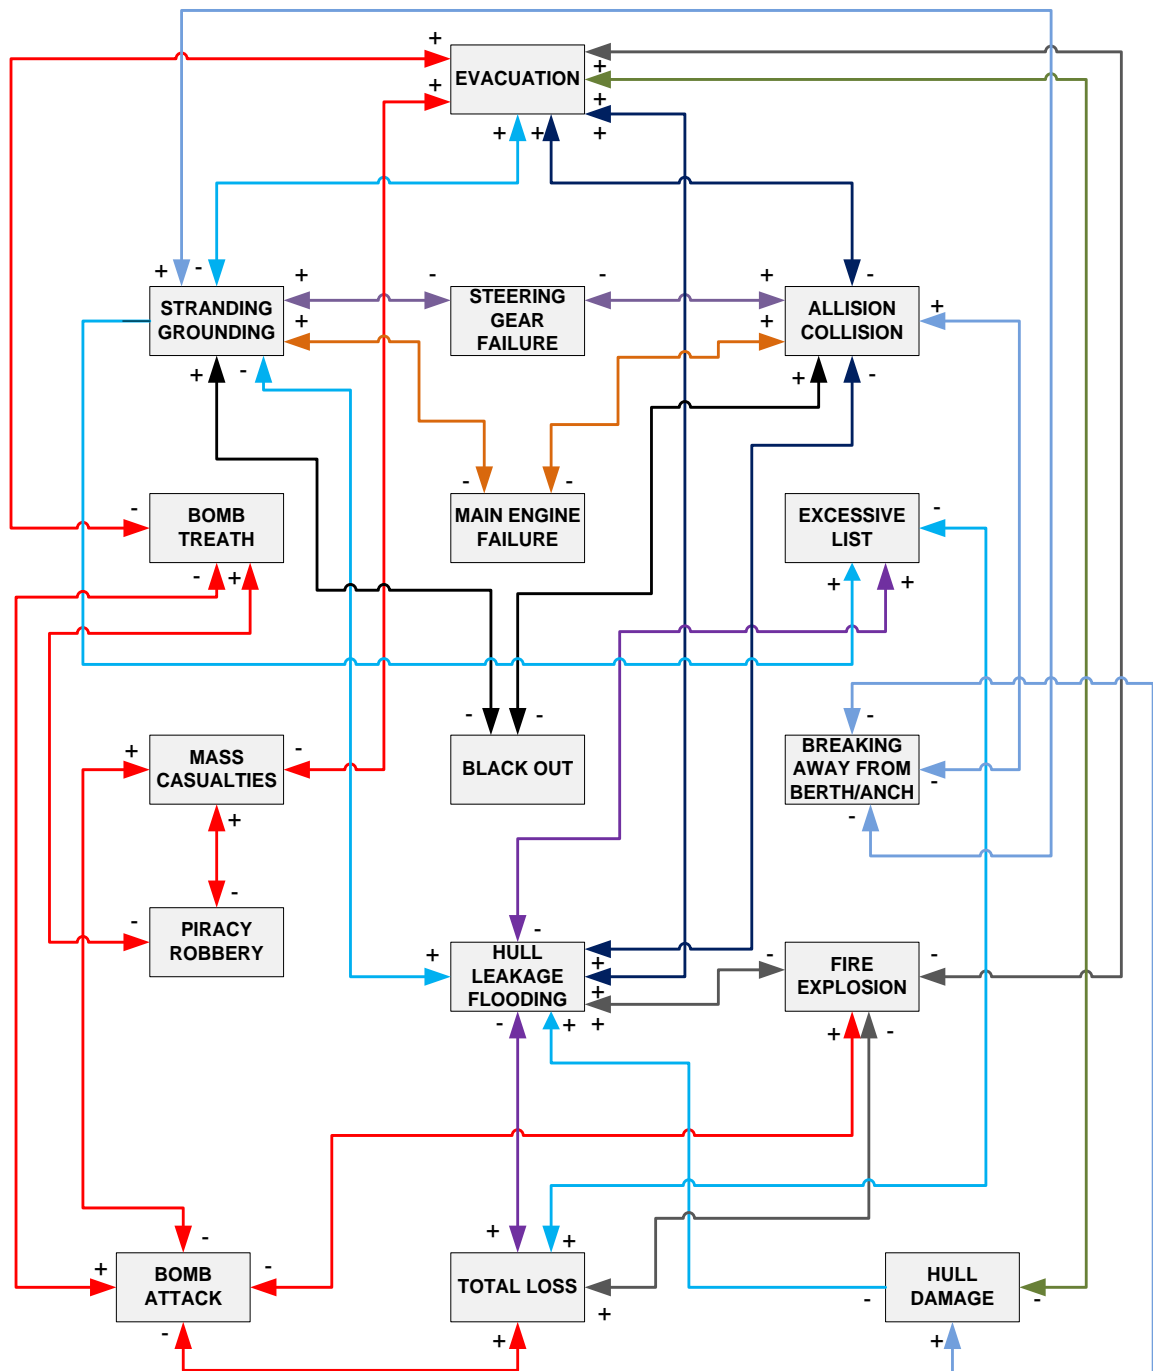 +
EVACUATION
+
+
+
+
+
+
+
+
-
-
+
-
STRANDING
GROUNDING
+
-
STEERING
GEAR
FAILURE
-
+
ALLISION
COLLISION
+
+
+
+
-
+
-
-
-
MAIN ENGINE
FAILURE
-
BOMB
TREATH
-
+
EXCESSIVE
LIST
-
+
+
+
MASS
CASUALTIES
-
+
-
-
BLACK OUT
-
BREAKING
AWAY FROM
BERTH/ANCH
-
-
-
PIRACY
ROBBERY
-
-
+
HULL
LEAKAGE
FLOODING
+
+
+
-
+
-
FIRE
EXPLOSION
-
+
-
-
+
BOMB
ATTACK
-
-
+
+
TOTAL LOSS
+
+
-
HULL
DAMAGE
-
+